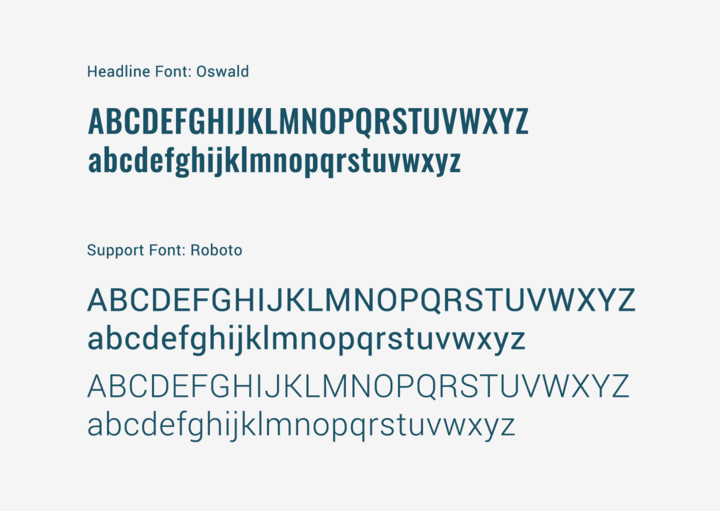 Headline Font: Oswald
ABCDEFGHIJKLMNOPQRSTUVWXYZ
abcdefghijklmnopqrstuvwxyz
Support Font: Roboto
ABCDEFGHIJKLMNOPQRSTUVWXYZ
abcdefghijklmnopqrstuvwxyz
ABCDEFGHIJKLMNOPQRSTUVWXYZ
abcdefghijklmnopqrstuvwxyz